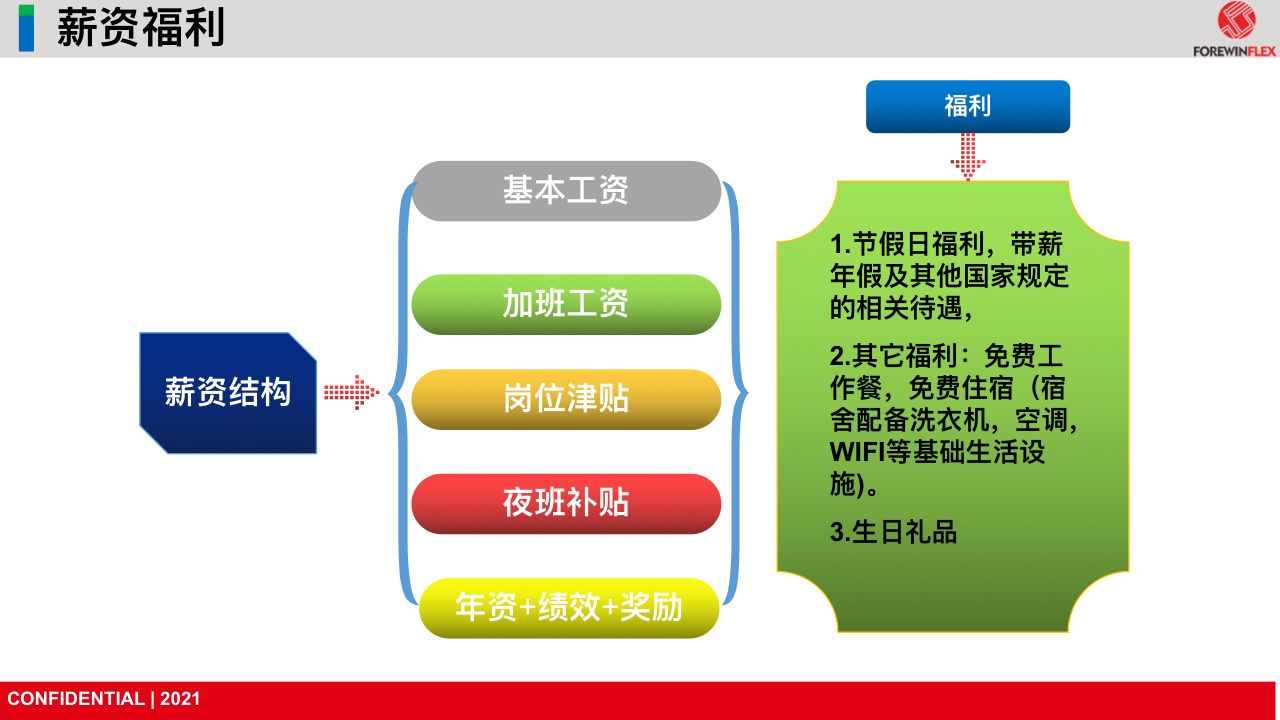 薪资福利
FOREWINFLEX
福利
基本工资
加班工资
薪资结构
岗位津贴
夜班补贴
年资+绩效+奖励
1.节假日福利，带薪
年假及其他国家规定
的相关待遇，
2.其它福利：免费工
作餐，免费住宿（宿
舍配备洗衣机，空调，
WIFI等基础生活设
施)。
3.生日礼品
CONFIDENTIAL | 2021